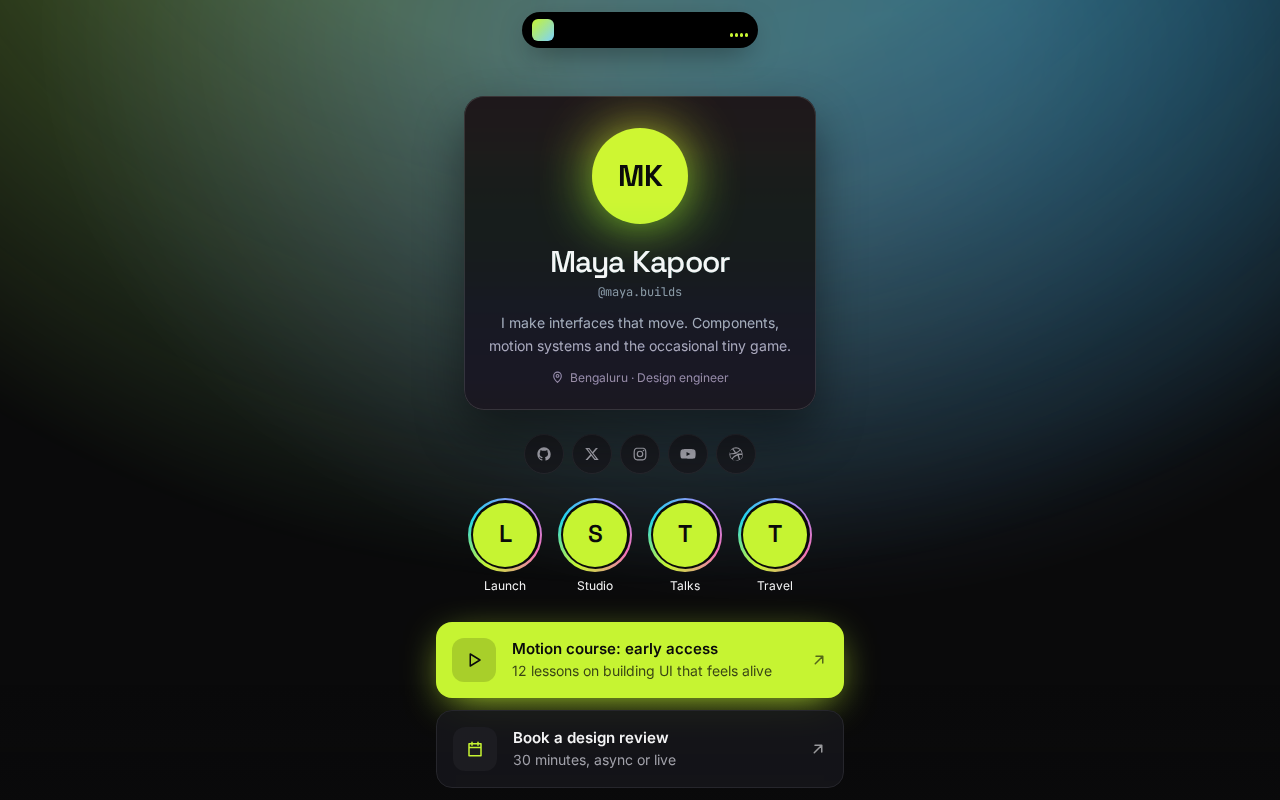 MK
Maya Kapoor
@maya.builds
I make interfaces that move. Components,
motion systems and the occasional tiny game.
Bengaluru · Design engineer
L
S
T
T
Launch
Studio
Talks
Travel
Motion course: early access
12 lessons on building UI that feels alive
Book a design review
30 minutes, async or live